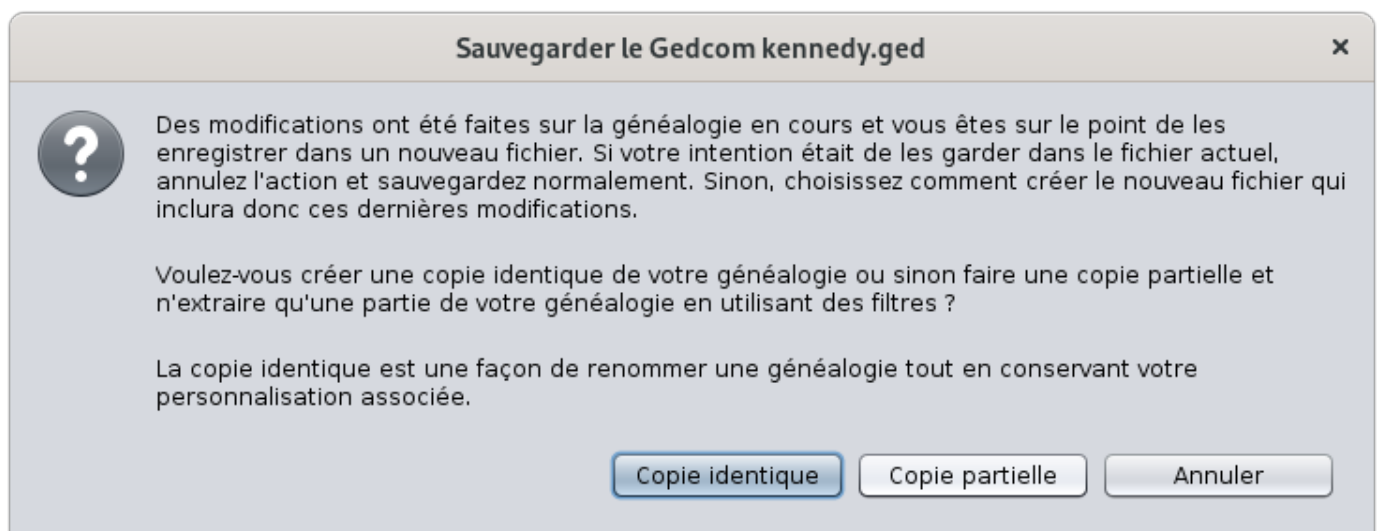 Sauvegarder le Gedcom kennedy.ged
Des modifications ont été faites sur la généalogie en cours et vous êtes sur le point de les
enregistrer dans un nouveau fichier. Si votre intention était de les garder dans le fichier actuel,
annulez l'action et sauvegardez normalement. Sinon, choisissez comment créer le nouveau fichier qui
inclura donc ces dernières modifications.
Voulez-vous créer une copie identique de votre généalogie ou sinon faire une copie partielle et
n'extraire qu'une partie de votre généalogie en utilisant des filtres ?
La copie identique est une façon de renommer une généalogie tout en conservant votre
personnalisation associée.
Copie identique Copie partielle Annuler